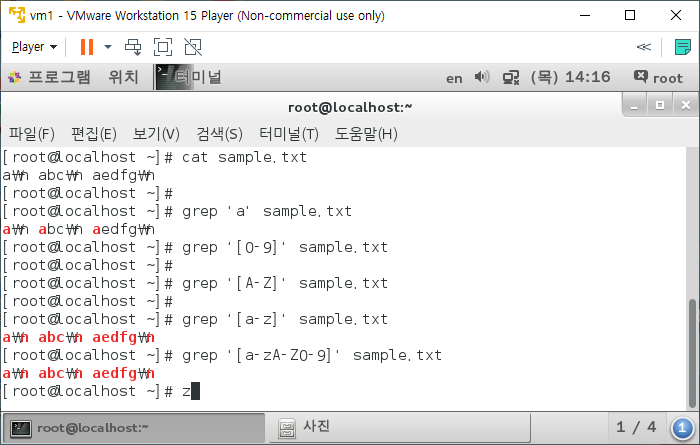 vm1 - VMware Workstation 15 Player (Non-commercial use only)
Player
프로그램 위치 터미널 en (목) 14:16 root
root@localhost:~
파일(F) 편집(E) 보기(V) 검색(S) 터미널(T) 도움말(H)
[root@localhost ~]# cat sample.txt
a₩n abc₩n aedfg₩n
[root@localhost ~]#
[root@localhost ~]# grep 'a' sample.txt
a₩n abc₩n aedfg₩n
[root@localhost ~]# grep '[0-9]' sample.txt
[root@localhost ~]#
[root@localhost ~]# grep '[A-Z]' sample.txt
[root@localhost ~]#
[root@localhost ~]# grep '[a-z]' sample.txt
a₩n abc₩n aedfg₩n
[root@localhost ~]# grep '[a-zA-Z0-9]' sample.txt
a₩n abc₩n aedfg₩n
[root@localhost ~]# z
root@localhost:~ 사진 1 / 4 1